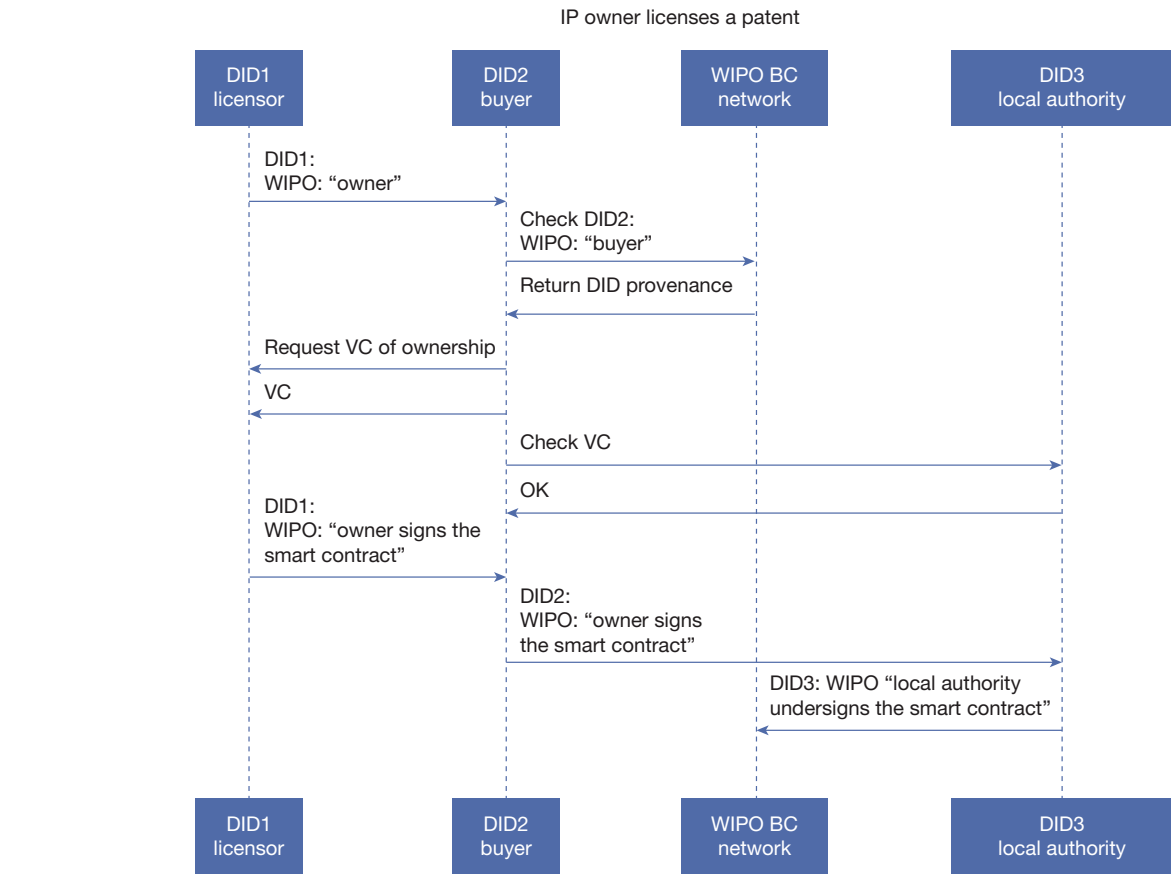 IP owner licenses a patent
DID1
licensor
DID2
buyer
WIPO BC
network
DID3
local authority
DID1:
WIPO: “owner”
Check DID2:
WIPO: “buyer”
Return DID provenance
Request VC of ownership
VC
Check VC
OK
DID1:
WIPO: “owner signs the
smart contract”
DID2:
WIPO: “owner signs
the smart contract”
DID3: WIPO “local authority
undersigns the smart contract”
DID1
licensor
DID2
buyer
WIPO BC
network
DID3
local authority